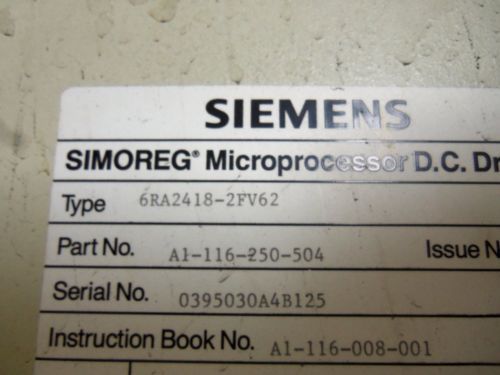 SIEMENS
SIMOREG® Microprocessor D.C. Dr
Type 6RA2418-2FV62
Part No. A1-116-250-504 Issue N
Serial No. 0395030A4B125
Instruction Book No. A1-116-008-001